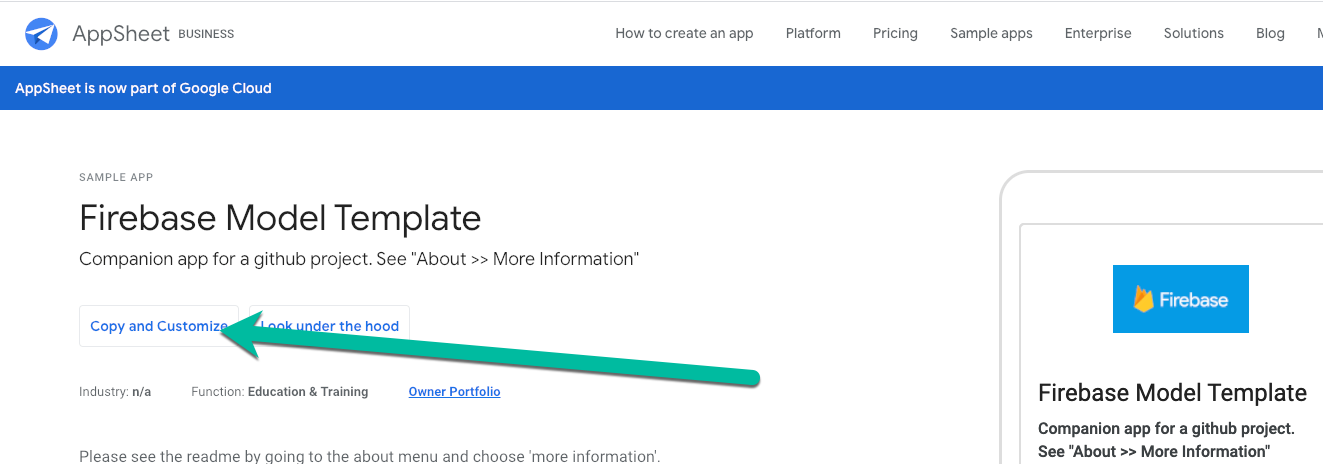 AppSheet BUSINESS How to create an app Platform Pricing Sample apps Enterprise Solutions Blog
AppSheet is now part of Google Cloud
SAMPLE APP
Firebase Model Template
Companion app for a github project. See "About >> More Information"
Copy and Customize Look under the hood
Industry: n/a Function: Education & Training Owner Portfolio
Please see the readme by going to the about menu and choose 'more information'.
Firebase
Firebase Model Template
Companion app for a github project.
See "About >> More Information"